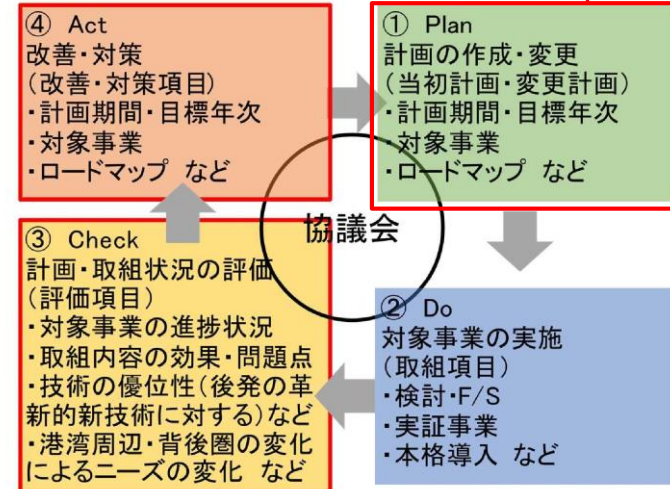 ④ Act
改善・対策
（改善・対策項目）
・計画期間・目標年次
・対象事業
・ロードマップ など
① Plan
計画の作成・変更
（当初計画・変更計画）
・計画期間・目標年次
・対象事業
・ロードマップ など
協議会
③ Check
計画・取組状況の評価
（評価項目）
・対象事業の進捗状況
・取組内容の効果・問題点
・技術の優位性（後発の革
新的新技術に対する）など
・港湾周辺・背後圏の変化
によるニーズの変化 など
② Do
対象事業の実施
（取組項目）
・検討・F/S
・実証事業
・本格導入 など